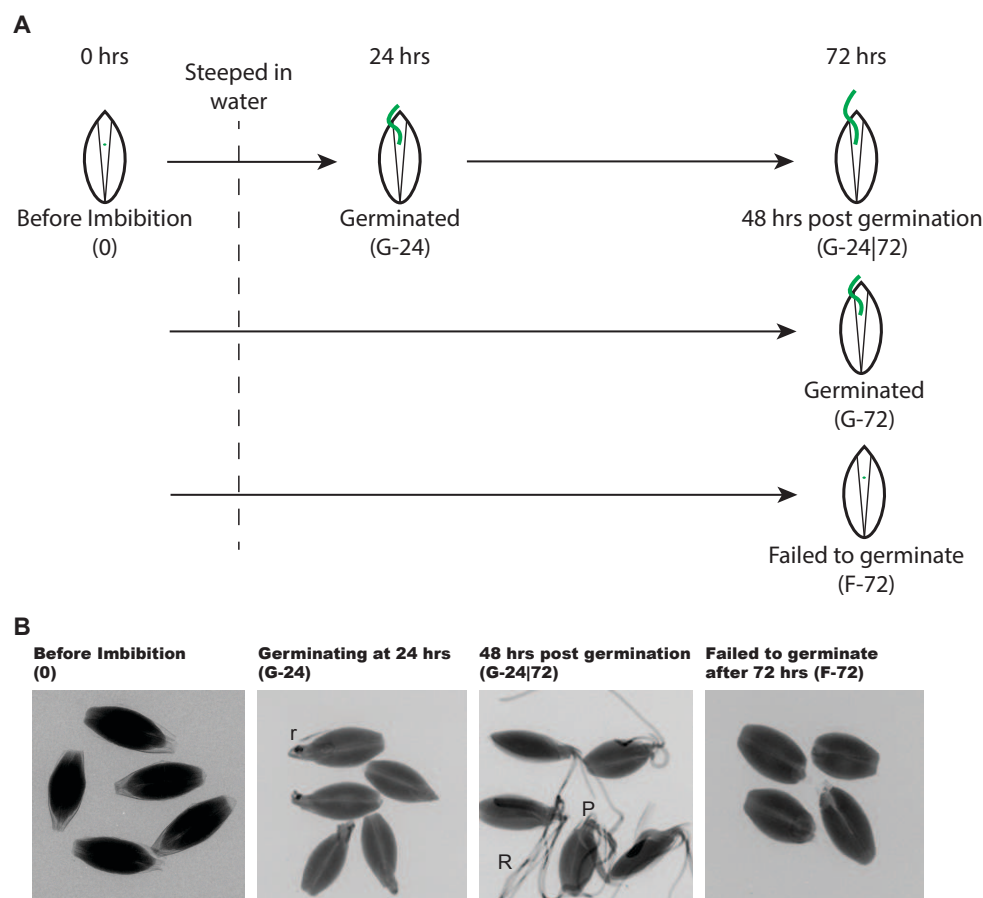 A
0 hrs
24 hrs
72 hrs
Steeped in
water
Before Imbibition
(0)
Germinated
(G-24)
48 hrs post germination
(G-24|72)
Germinated
(G-72)
Failed to germinate
(F-72)
B
Before Imbibition
(0)
Germinating at 24 hrs
(G-24)
48 hrs post germination
(G-24|72)
Failed to germinate
after 72 hrs (F-72)
r
P
R